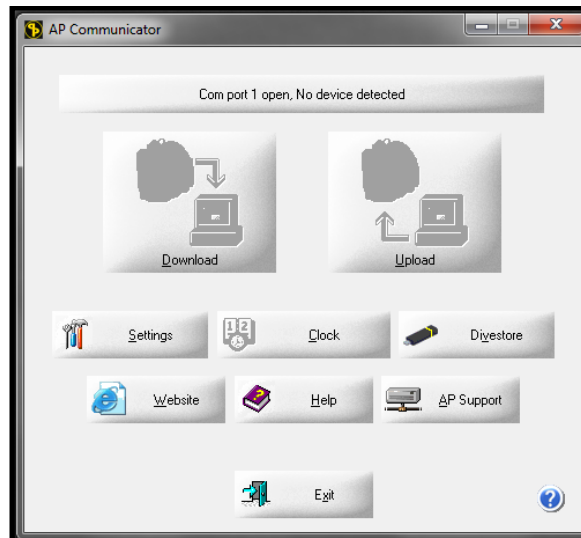 AP Communicator
Com port 1 open, No device detected
Download
Upload
Settings
Clock
Divestore
Website
Help
AP Support
Exit